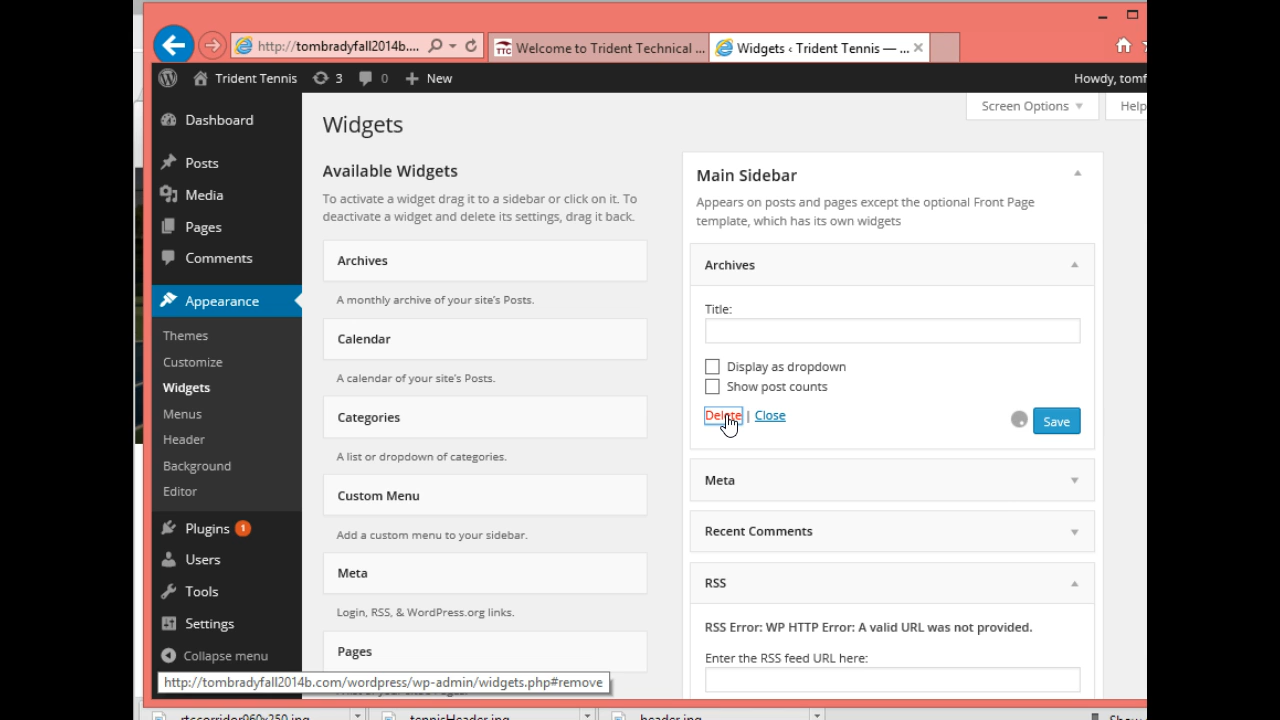 http://tombradyfall2014b....
TTC
Welcome to Trident Technical ...
Widgets ‹ Trident Tennis — ...
Trident Tennis
3
0
New
Howdy, tomf
Screen Options
Help
Dashboard
Posts
Media
Pages
Comments
Appearance
Themes
Customize
Widgets
Menus
Header
Background
Editor
Plugins 1
Users
Tools
Settings
Collapse menu
Widgets
Available Widgets
To activate a widget drag it to a sidebar or click on it. To
deactivate a widget and delete its settings, drag it back.
Archives
A monthly archive of your site's Posts.
Calendar
A calendar of your site's Posts.
Categories
A list or dropdown of categories.
Custom Menu
Add a custom menu to your sidebar.
Meta
Login, RSS, & WordPress.org links.
Pages
Main Sidebar
Appears on posts and pages except the optional Front Page
template, which has its own widgets
Archives
Title:
Display as dropdown
Show post counts
Delete | Close
Save
Meta
Recent Comments
RSS
RSS Error: WP HTTP Error: A valid URL was not provided.
Enter the RSS feed URL here:
http://tombradyfall2014b.com/wordpress/wp-admin/widgets.php#remove
rtccorridor960x250.jpg
tennisHeader.jpg
header.jpg
Show